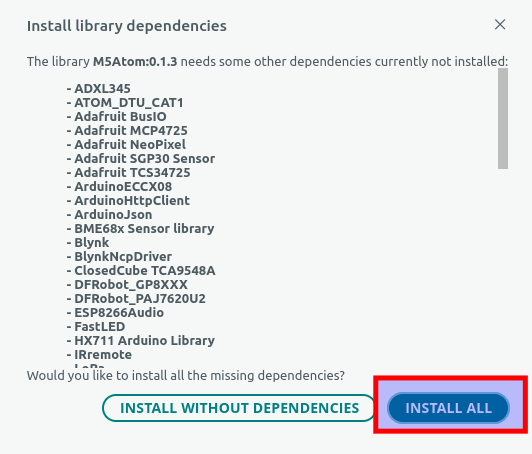 Install library dependencies
The library M5Atom:0.1.3 needs some other dependencies currently not installed:
- ADXL345
- ATOM_DTU_CAT1
- Adafruit BusIO
- Adafruit MCP4725
- Adafruit NeoPixel
- Adafruit SGP30 Sensor
- Adafruit TCS34725
- ArduinoECCX08
- ArduinoHttpClient
- ArduinoJson
- BME68x Sensor library
- Blynk
- BlynkNcpDriver
- ClosedCube TCA9548A
- DFRobot_GP8XXX
- DFRobot_PAJ7620U2
- ESP8266Audio
- FastLED
- HX711 Arduino Library
- IRremote
Would you like to install all the missing dependencies?
INSTALL WITHOUT DEPENDENCIES
INSTALL ALL